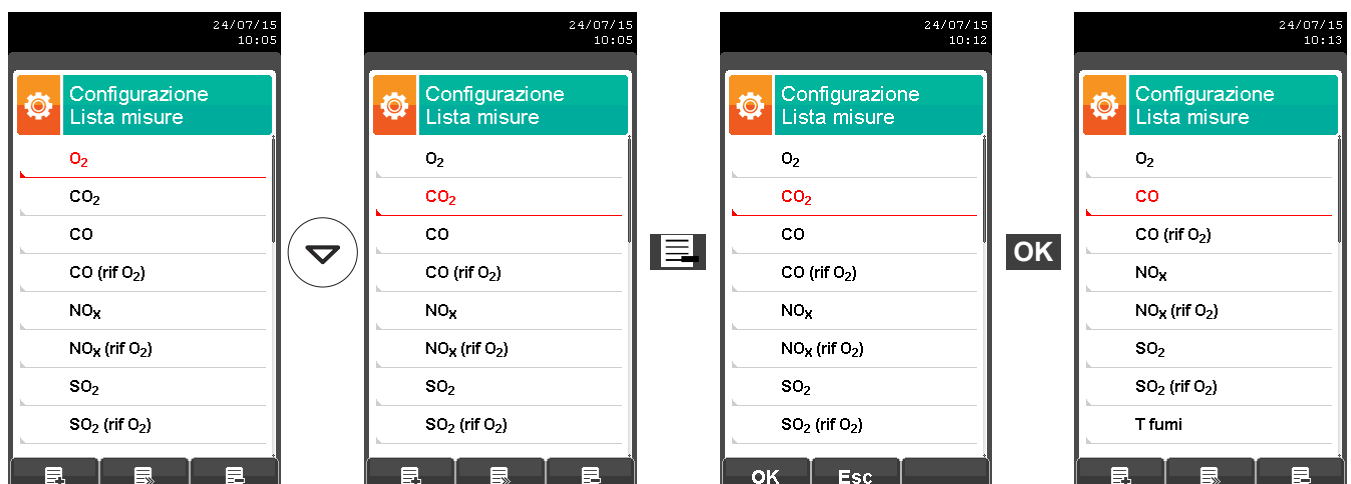 24/07/15
10:05
Configurazione
Lista misure
O₂
CO₂
CO
CO (rif O₂)
NOx
NOx (rif O₂)
SO₂
SO₂ (rif O₂)
24/07/15
10:05
Configurazione
Lista misure
O₂
CO₂
CO
CO (rif O₂)
NOx
NOx (rif O₂)
SO₂
SO₂ (rif O₂)
24/07/15
10:12
Configurazione
Lista misure
O₂
CO₂
CO
CO (rif O₂)
NOx
NOx (rif O₂)
SO₂
SO₂ (rif O₂)
OK Esc
OK
24/07/15
10:13
Configurazione
Lista misure
O₂
CO
CO (rif O₂)
NOx
NOx (rif O₂)
SO₂
SO₂ (rif O₂)
T fumi